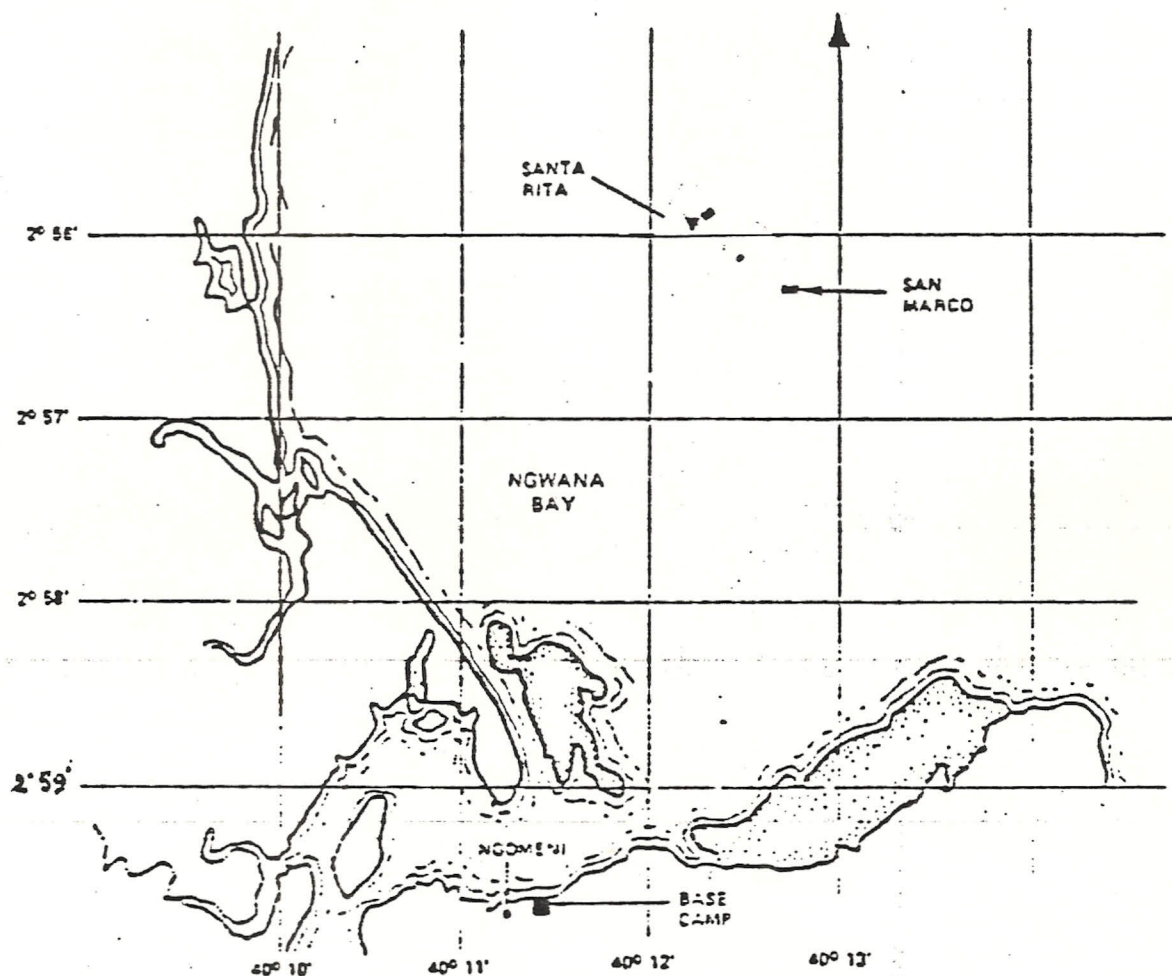 SANTA
RITA
2° 56'
SAN
MARCO
2° 57'
NGWANA
BAY
2° 58'
2° 59'
NGOMENI
BASE
CAMP
40° 10'
40° 11'
40° 12'
40° 13'